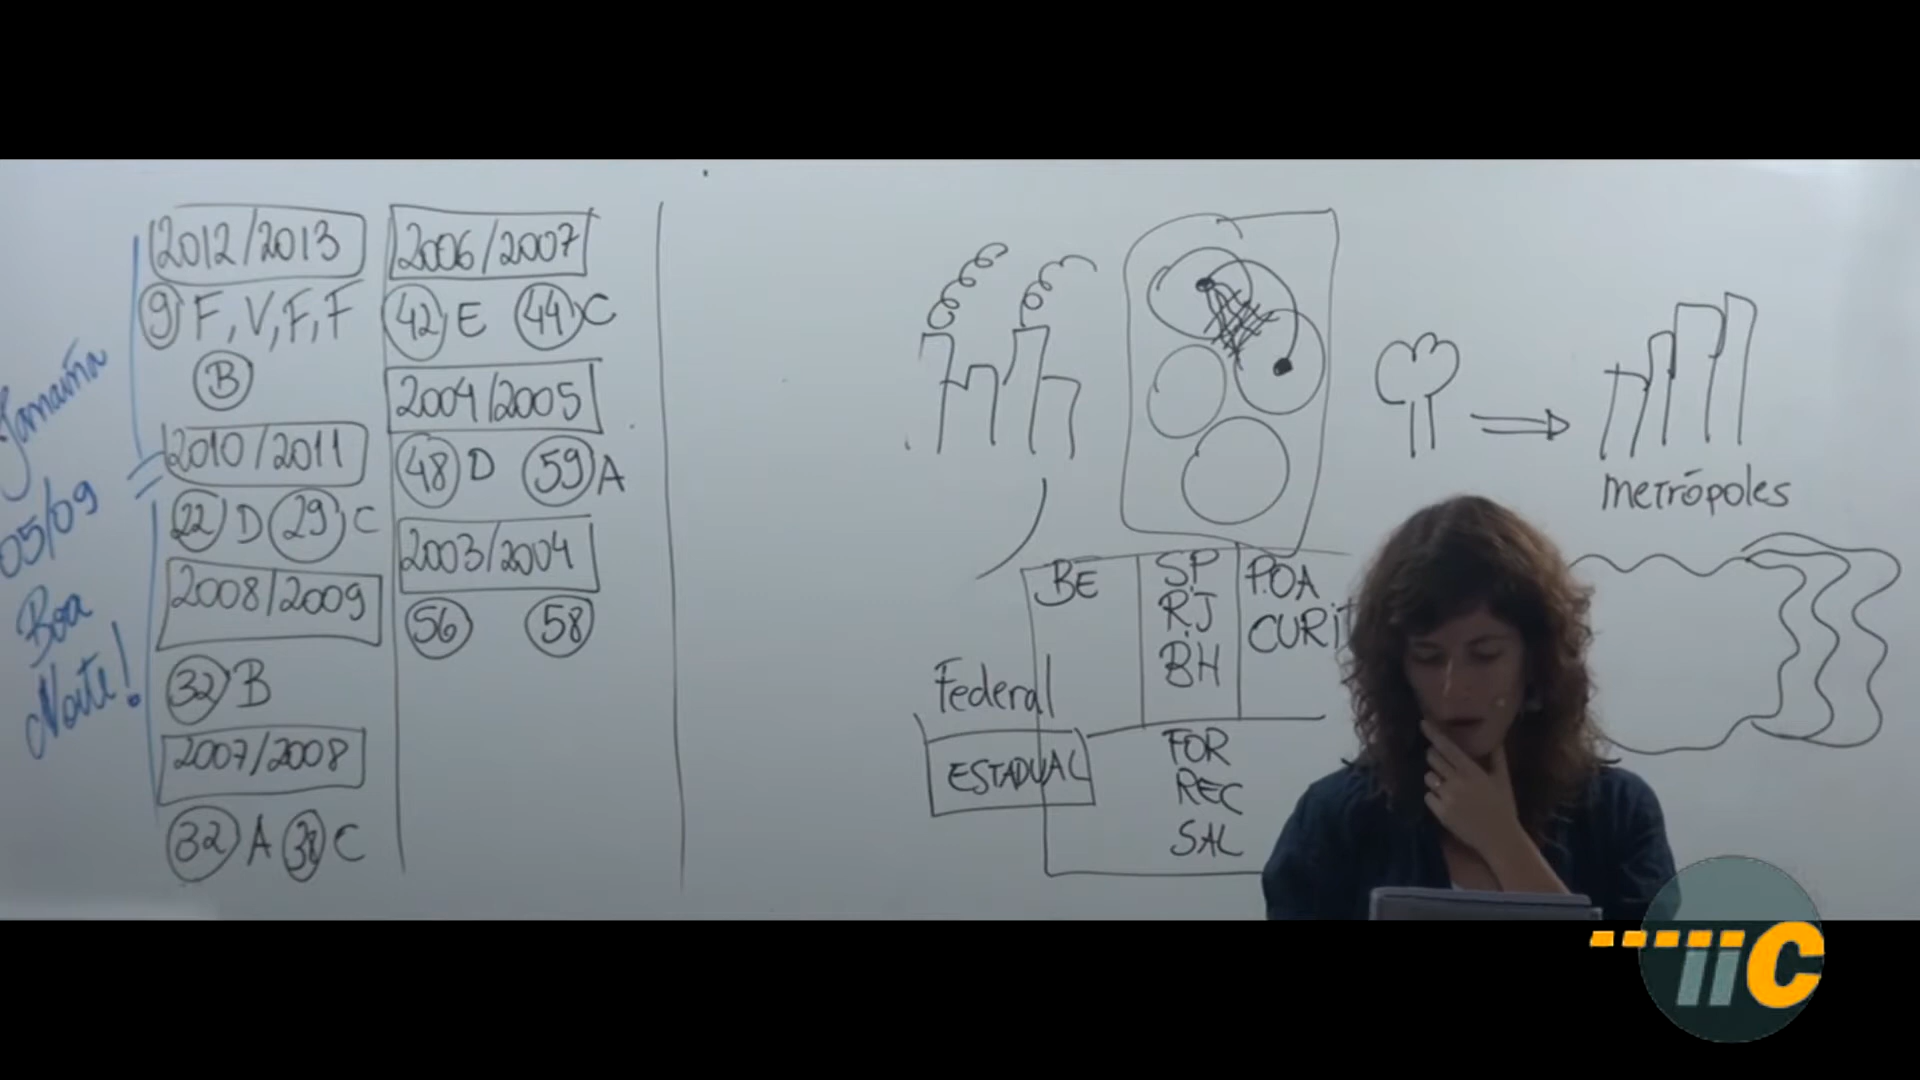 Janaína
05/09
Boa
Noite!
2012/2013
9 F, V, F, F
B
2010/2011
22 D 29 C
2008/2009
32 B
2007/2008
32 A 38 C
2006/2007
42 E 44 C
2004/2005
48 D 59 A
2003/2004
56 58
metrópoles
BE
SP
RJ
BH
POA
CURIT
Federal
ESTADUAL
FOR
REC
SAL
iiC